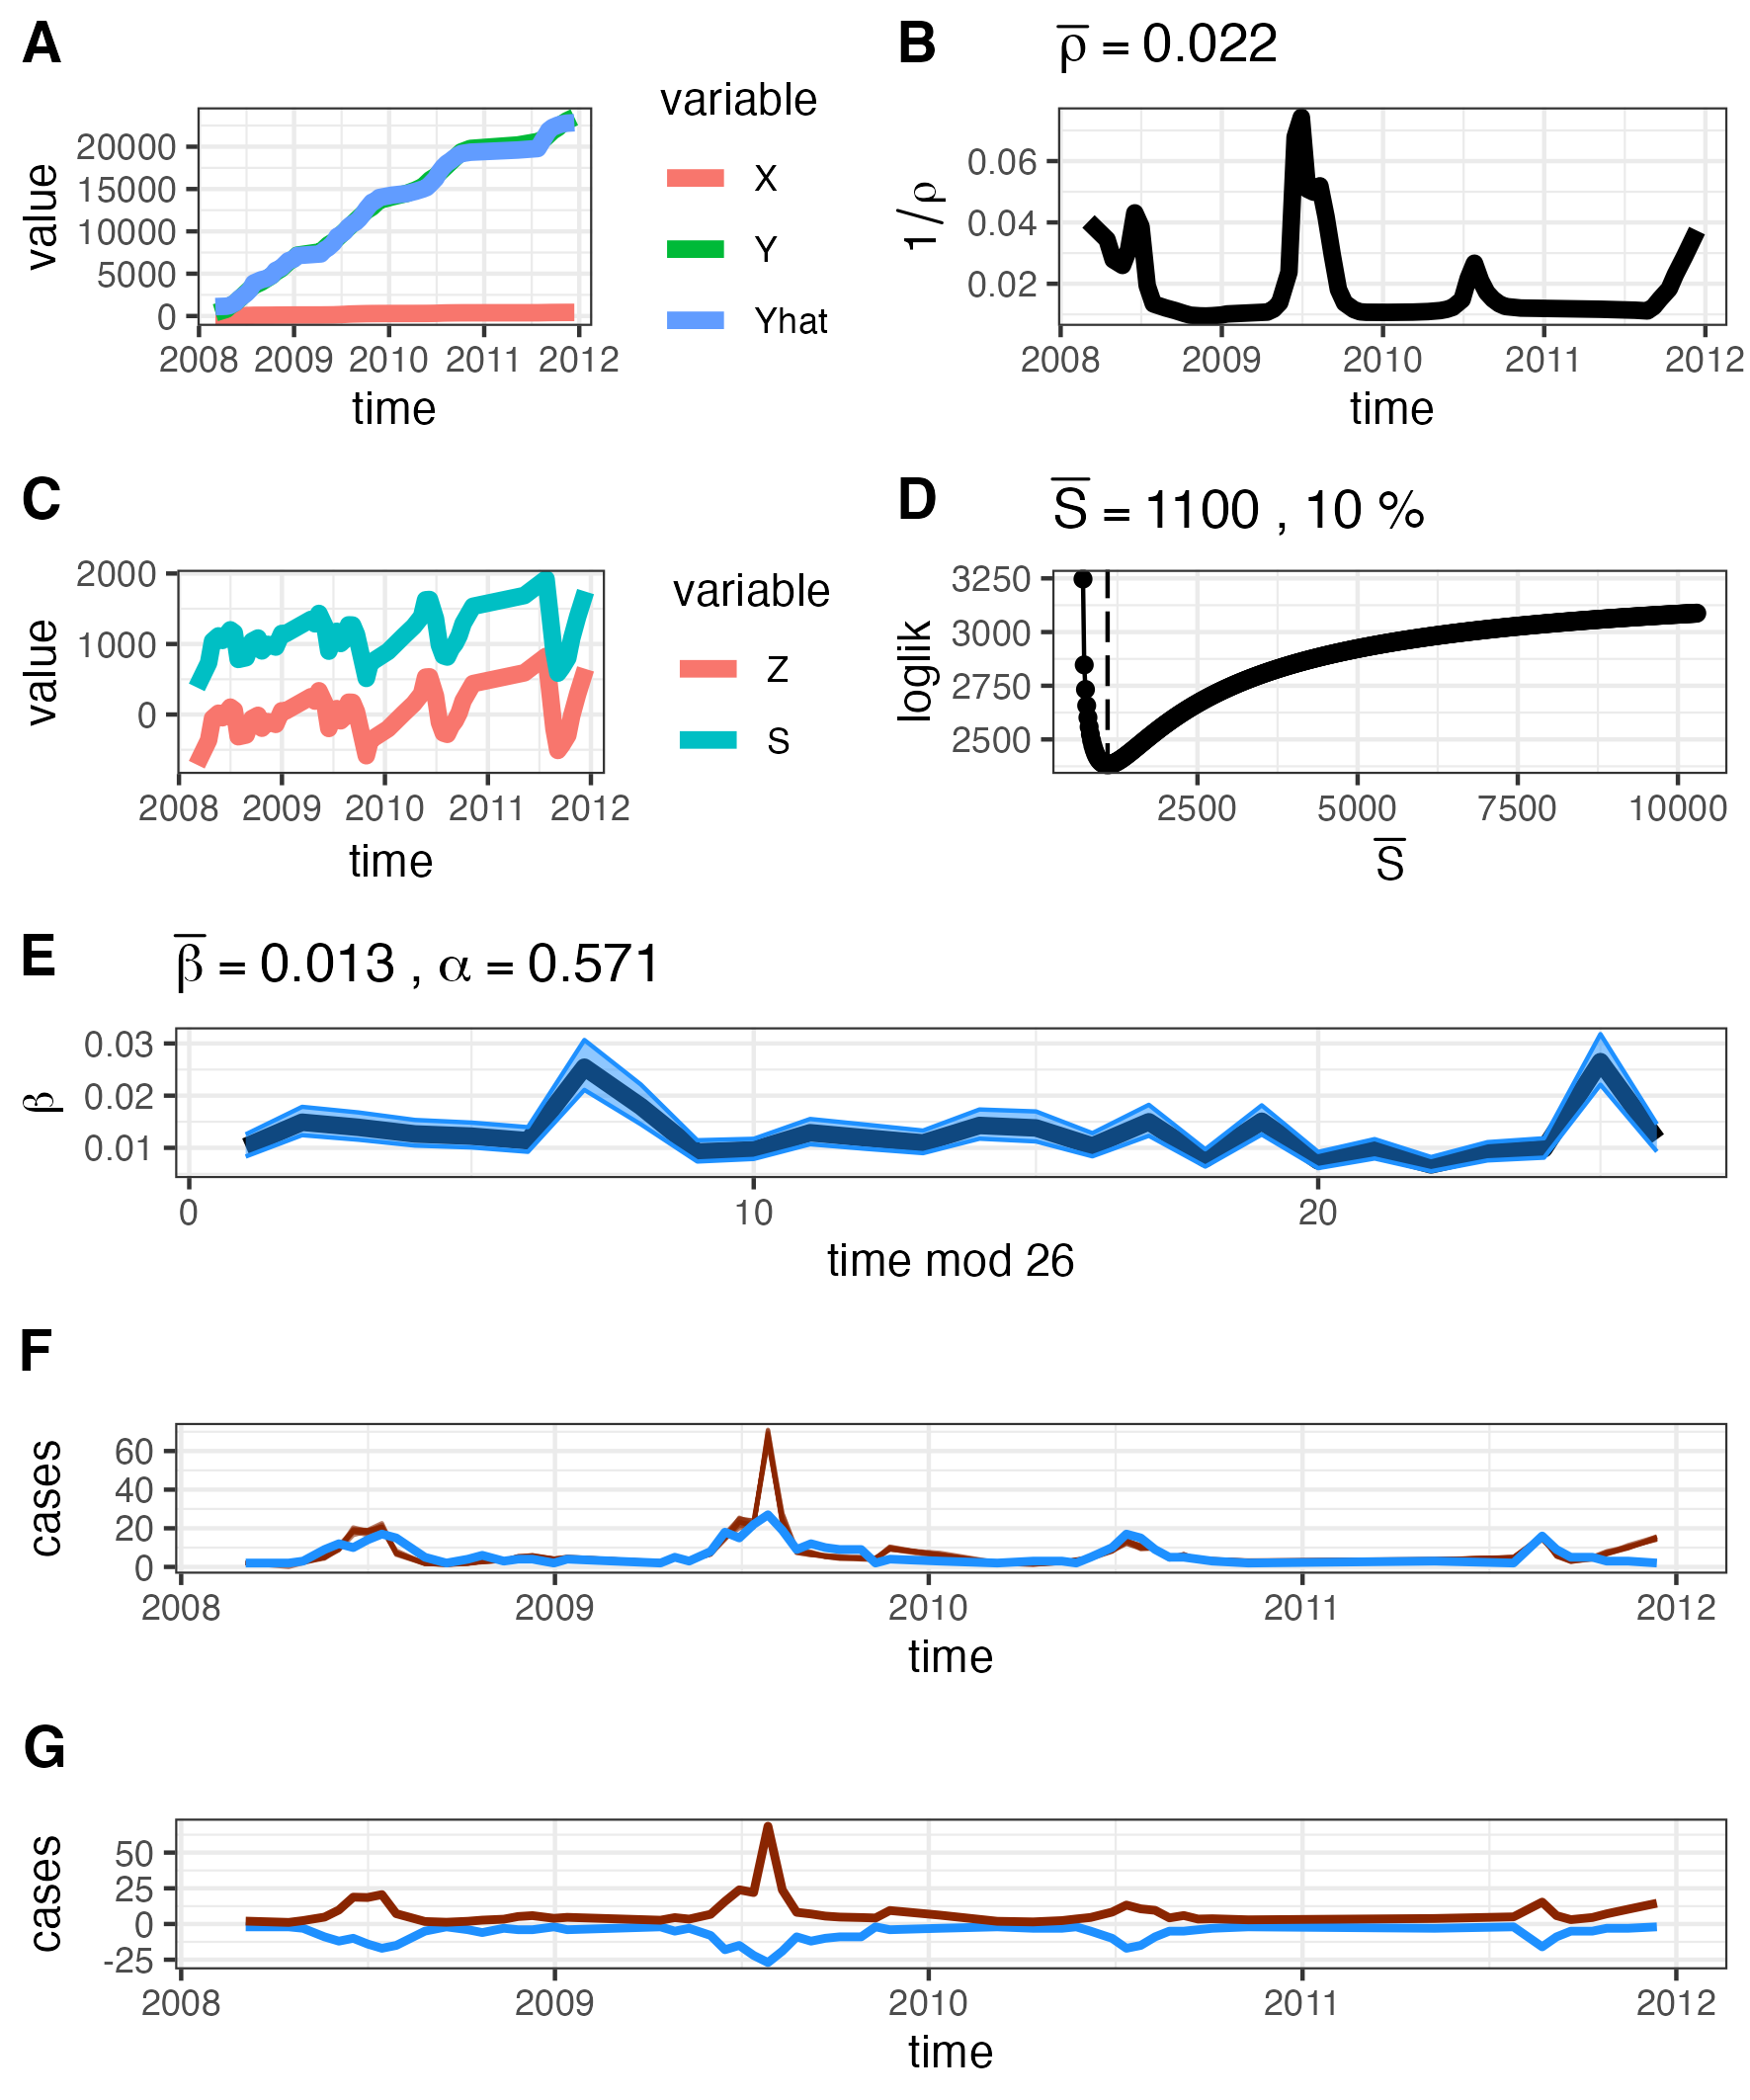 A
value
20000
15000
10000
5000
0
2008 2009 2010 2011 2012
time
variable
X
Y
Yhat
B
ρ̅ = 0.022
1/ρ
0.06
0.04
0.02
2008 2009 2010 2011 2012
time
C
value
2000
1000
0
2008 2009 2010 2011 2012
time
variable
Z
S
D
S̅ = 1100 , 10 %
loglik
3250
3000
2750
2500
2500 5000 7500 10000
S̅
E
β̅ = 0.013 , α = 0.571
β
0.03
0.02
0.01
0 10 20
time mod 26
F
cases
60
40
20
0
2008 2009 2010 2011 2012
time
G
cases
50
25
0
-25
2008 2009 2010 2011 2012
time